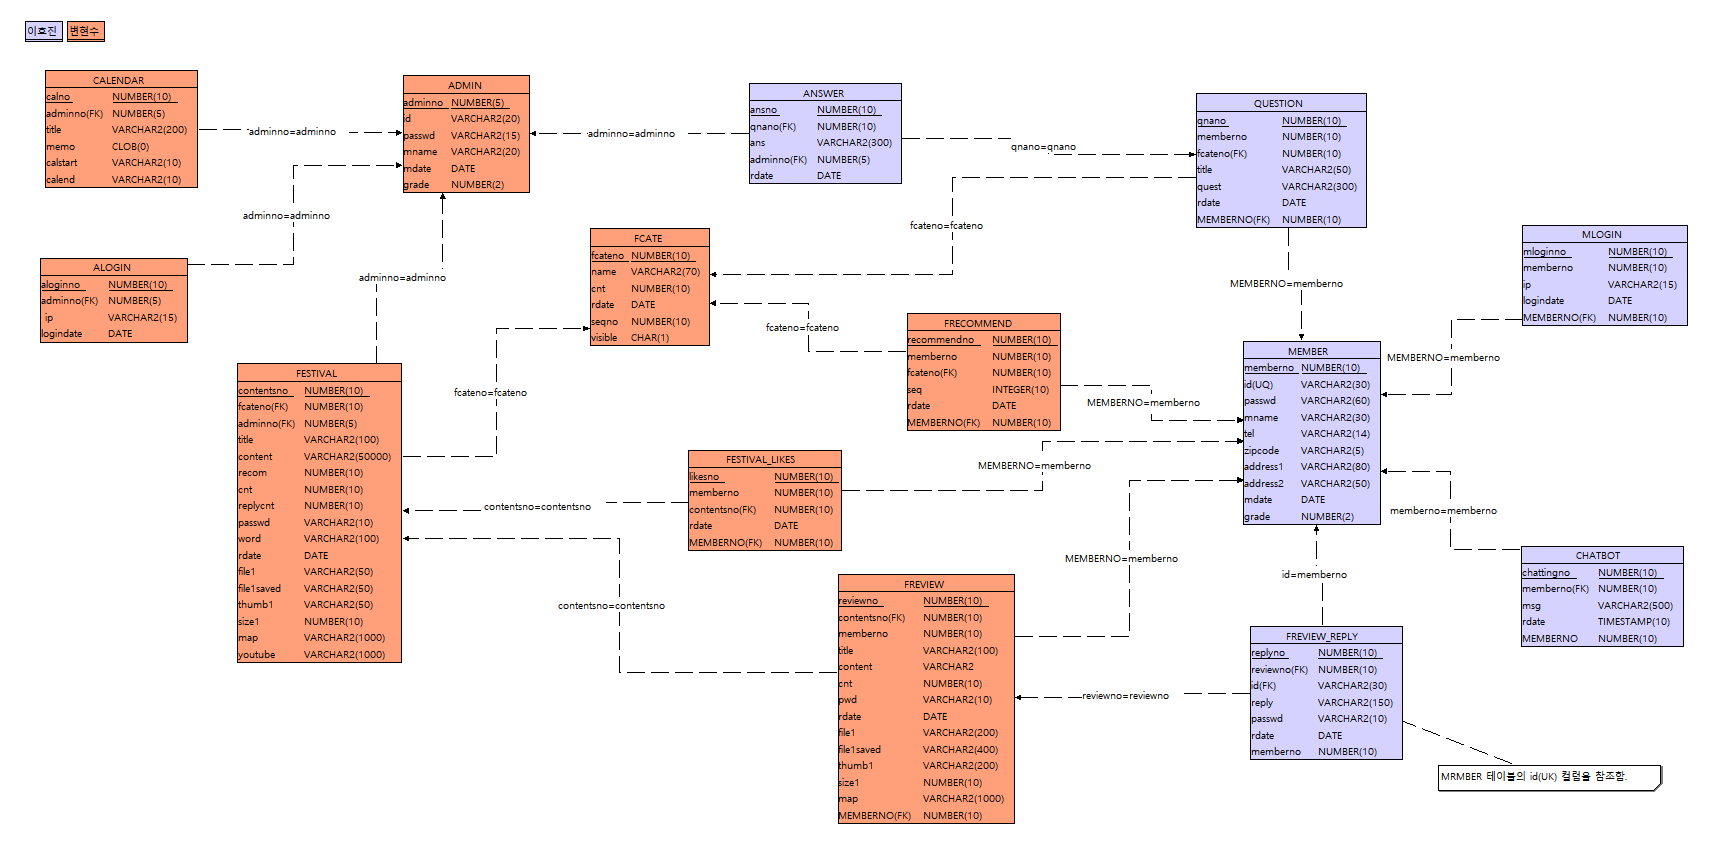 이효진
변현수
CALENDAR
calno NUMBER(10)
adminno(FK) NUMBER(5)
title VARCHAR2(200)
memo CLOB(0)
calstart VARCHAR2(10)
calend VARCHAR2(10)
adminno=adminno
ADMIN
adminno NUMBER(5)
id VARCHAR2(20)
passwd VARCHAR2(15)
mname VARCHAR2(20)
mdate DATE
grade NUMBER(2)
adminno=adminno
ANSWER
ansno NUMBER(10)
qnano(FK) NUMBER(10)
ans VARCHAR2(300)
adminno(FK) NUMBER(5)
rdate DATE
qnano=qnano
QUESTION
qnano NUMBER(10)
memberno NUMBER(10)
fcateno(FK) NUMBER(10)
title VARCHAR2(50)
quest VARCHAR2(300)
rdate DATE
MEMBERNO(FK) NUMBER(10)
adminno=adminno
fcateno=fcateno
ALOGIN
aloginno NUMBER(10)
adminno(FK) NUMBER(5)
ip VARCHAR2(15)
logindate DATE
adminno=adminno
FCATE
fcateno NUMBER(10)
name VARCHAR2(70)
cnt NUMBER(10)
rdate DATE
seqno NUMBER(10)
visible CHAR(1)
MEMBERNO=memberno
MLOGIN
mloginno NUMBER(10)
memberno NUMBER(10)
ip VARCHAR2(15)
logindate DATE
MEMBERNO(FK) NUMBER(10)
fcateno=fcateno
FRECOMMEND
recommendno NUMBER(10)
memberno NUMBER(10)
fcateno(FK) NUMBER(10)
seq INTEGER(10)
rdate DATE
MEMBERNO(FK) NUMBER(10)
MEMBERNO=memberno
MEMBER
memberno NUMBER(10)
id(UQ) VARCHAR2(30)
passwd VARCHAR2(60)
mname VARCHAR2(30)
tel VARCHAR2(14)
zipcode VARCHAR2(5)
address1 VARCHAR2(80)
address2 VARCHAR2(50)
mdate DATE
grade NUMBER(2)
MEMBERNO=memberno
FESTIVAL
contentsno NUMBER(10)
fcateno(FK) NUMBER(10)
adminno(FK) NUMBER(5)
title VARCHAR2(100)
content VARCHAR2(50000)
recom NUMBER(10)
cnt NUMBER(10)
replycnt NUMBER(10)
passwd VARCHAR2(10)
word VARCHAR2(100)
rdate DATE
file1 VARCHAR2(50)
file1saved VARCHAR2(50)
thumb1 VARCHAR2(50)
size1 NUMBER(10)
map VARCHAR2(1000)
youtube VARCHAR2(1000)
fcateno=fcateno
FESTIVAL_LIKES
likesno NUMBER(10)
memberno NUMBER(10)
contentsno(FK) NUMBER(10)
rdate DATE
MEMBERNO(FK) NUMBER(10)
MEMBERNO=memberno
contentsno=contentsno
memberno=memberno
MEMBERNO=memberno
id=memberno
CHATBOT
chattingno NUMBER(10)
memberno(FK) NUMBER(10)
msg VARCHAR2(500)
rdate TIMESTAMP(10)
MEMBERNO NUMBER(10)
contentsno=contentsno
FREVIEW
reviewno NUMBER(10)
contentsno(FK) NUMBER(10)
memberno NUMBER(10)
title VARCHAR2(100)
content VARCHAR2
cnt NUMBER(10)
pwd VARCHAR2(10)
rdate DATE
file1 VARCHAR2(200)
file1saved VARCHAR2(400)
thumb1 VARCHAR2(200)
size1 NUMBER(10)
map VARCHAR2(1000)
MEMBERNO(FK) NUMBER(10)
reviewno=reviewno
FREVIEW_REPLY
replyno NUMBER(10)
reviewno(FK) NUMBER(10)
id(FK) VARCHAR2(30)
reply VARCHAR2(150)
passwd VARCHAR2(10)
rdate DATE
memberno NUMBER(10)
MRMBER 테이블의 id(UK) 컬럼을 참조함.